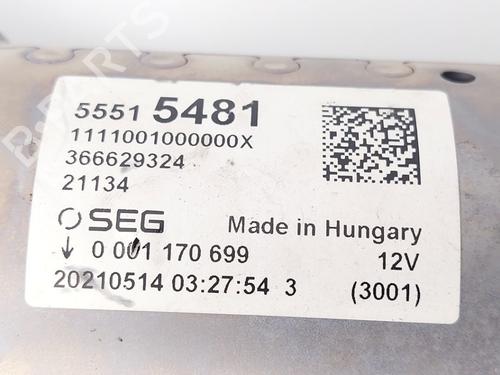 5551 5481
1111001000000X
366629324
21134
SEG Made in Hungary
↓ 0 001 170 699 12V
20210514 03:27:54 3 (3001)
B-PARTS